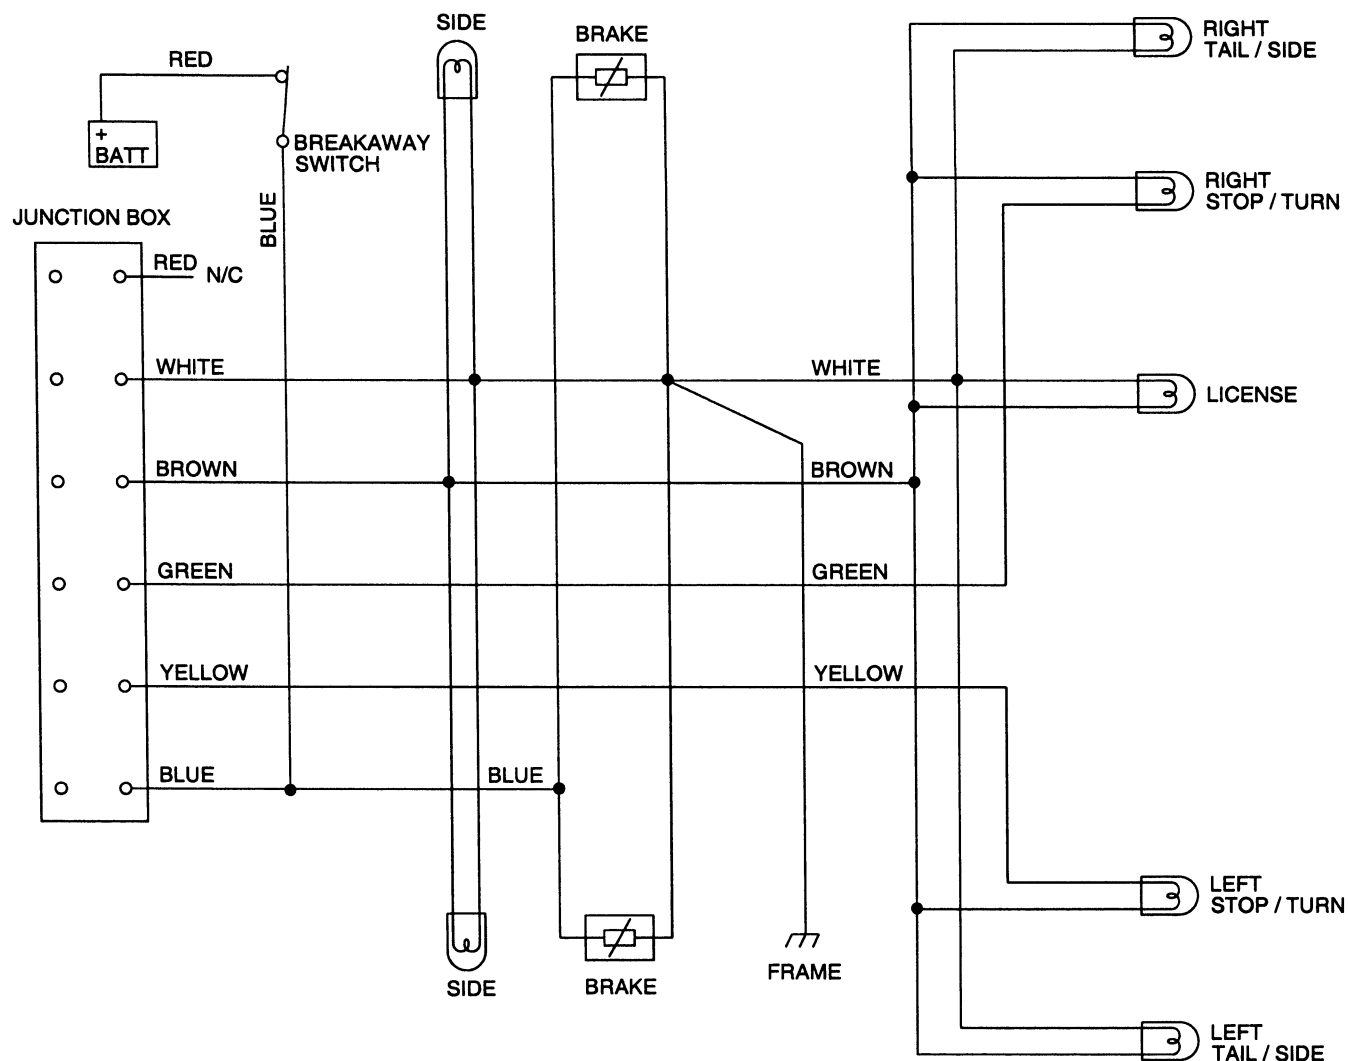 SIDE
BRAKE
RIGHT
TAIL / SIDE
RED
+
BATT
BREAKAWAY
SWITCH
BLUE
RIGHT
STOP / TURN
JUNCTION BOX
RED
N/C
WHITE
WHITE
LICENSE
BROWN
BROWN
GREEN
GREEN
YELLOW
YELLOW
BLUE
BLUE
LEFT
STOP / TURN
FRAME
SIDE
BRAKE
LEFT
TAIL / SIDE